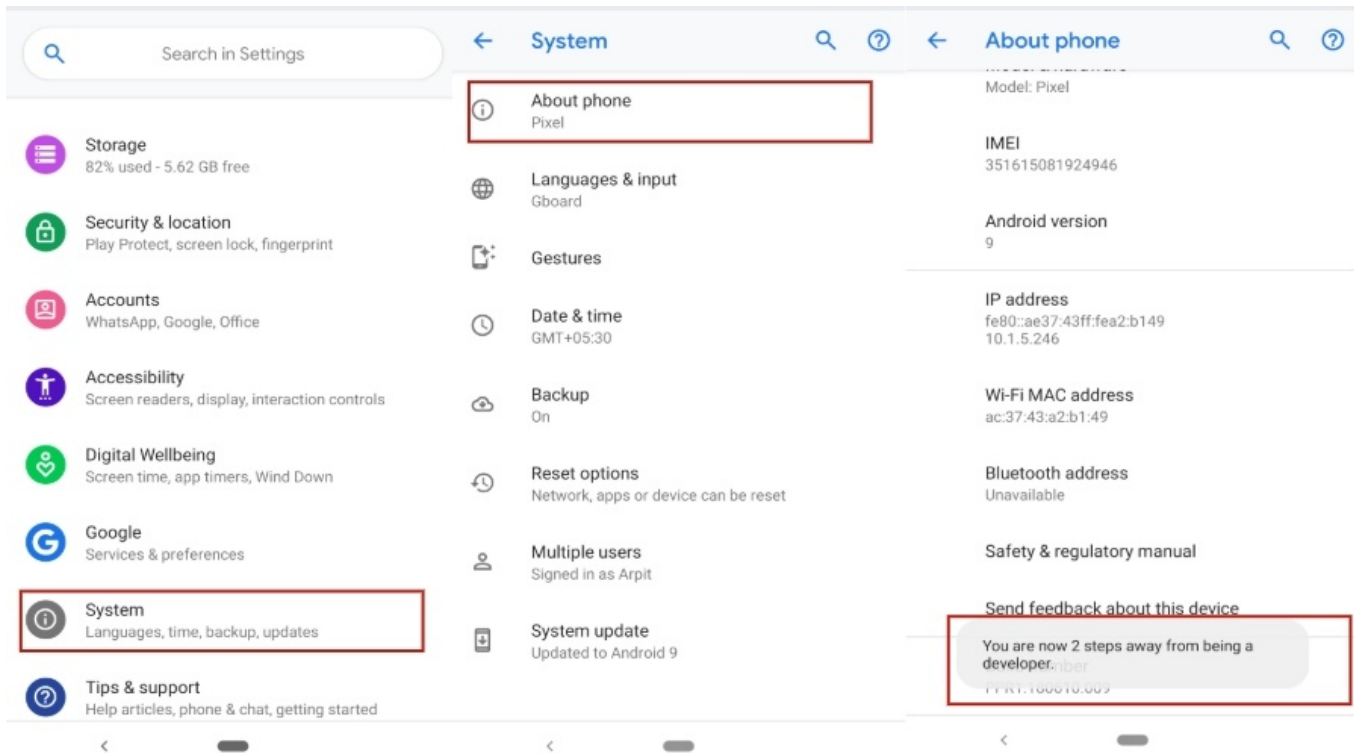 Search in Settings
Storage
82% used - 5.62 GB free
Security & location
Play Protect, screen lock, fingerprint
Accounts
WhatsApp, Google, Office
Accessibility
Screen readers, display, interaction controls
Digital Wellbeing
Screen time, app timers, Wind Down
Google
Services & preferences
System
Languages, time, backup, updates
Tips & support
Help articles, phone & chat, getting started
System
About phone
Pixel
Languages & input
Gboard
Gestures
Date & time
GMT+05:30
Backup
On
Reset options
Network, apps or device can be reset
Multiple users
Signed in as Arpit
System update
Updated to Android 9
About phone
Model: Pixel
IMEI
351615081924946
Android version
9
IP address
fe80::ae37:43ff:fea2:b149
10.1.5.246
Wi-Fi MAC address
ac:37:43:a2:b1:49
Bluetooth address
Unavailable
Safety & regulatory manual
Send feedback about this device
You are now 2 steps away from being a
developer.